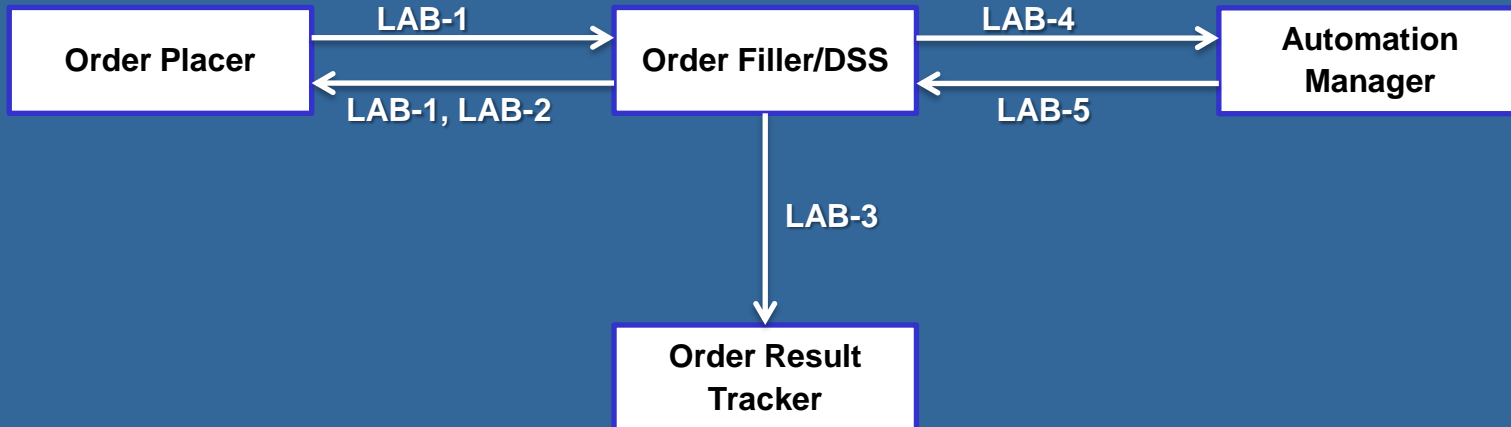 LAB-1
LAB-4
Order Placer
Order Filler/DSS
Automation
Manager
LAB-1, LAB-2
LAB-5
LAB-3
Order Result
Tracker